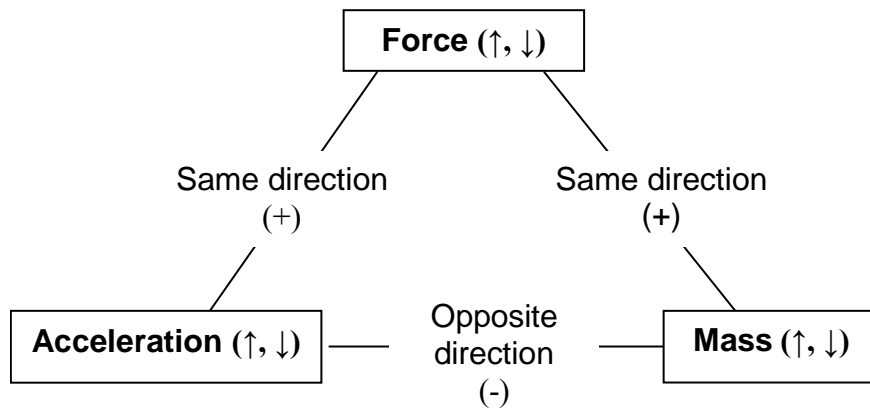 Force (↑, ↓)
Same direction
(+)
Same direction
(+)
Acceleration (↑, ↓)
Opposite
direction
(-)
Mass (↑, ↓)